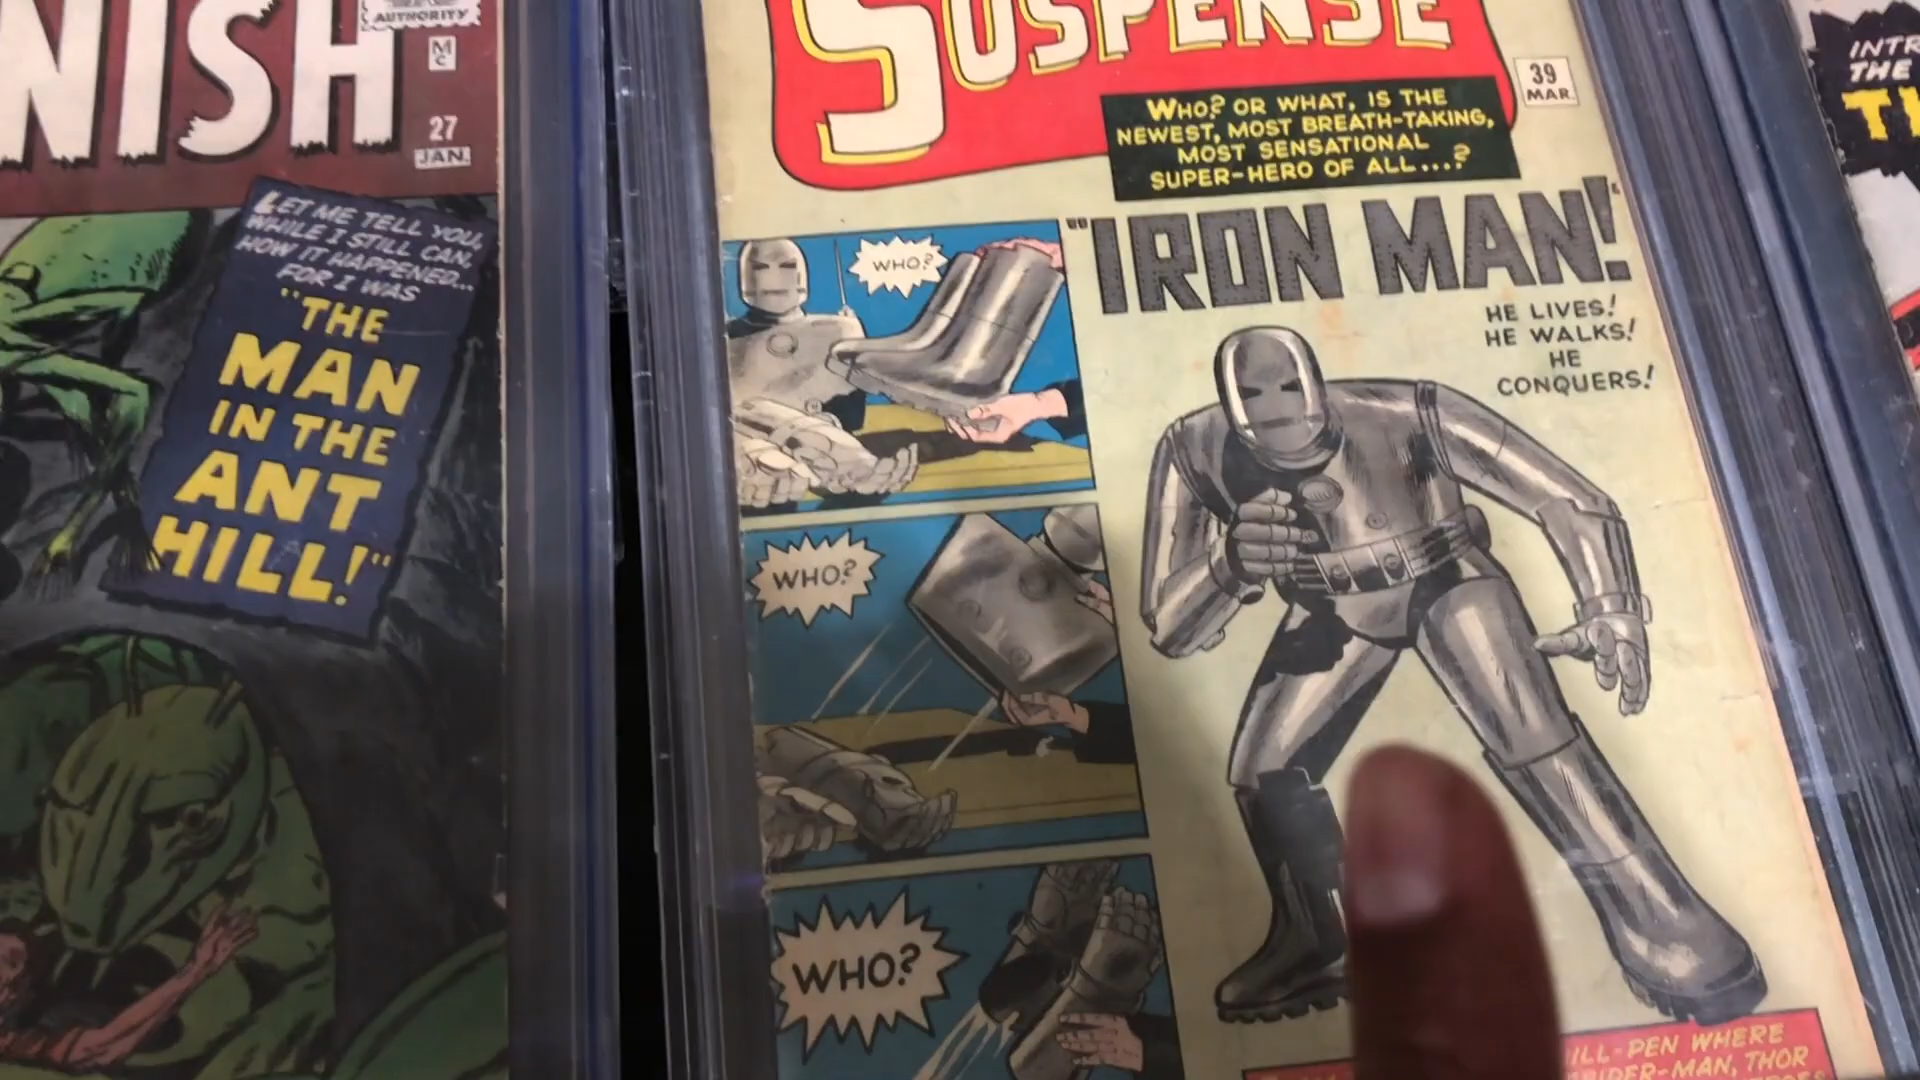 NISH
AUTHORITY
M
C
27
JAN.
LET ME TELL YOU,
WHILE I STILL CAN,
HOW IT HAPPENED...
FOR I WAS
"THE
MAN
IN THE
ANT
HILL!"
SUSPENSE
39
MAR.
WHO? OR WHAT, IS THE
NEWEST, MOST BREATH-TAKING,
MOST SENSATIONAL
SUPER-HERO OF ALL...?
"IRON MAN!"
HE LIVES!
HE WALKS!
HE
CONQUERS!
WHO?
WHO?
WHO?
ILL-PEN WHERE
PIDER-MAN, THOR
INTR
THE